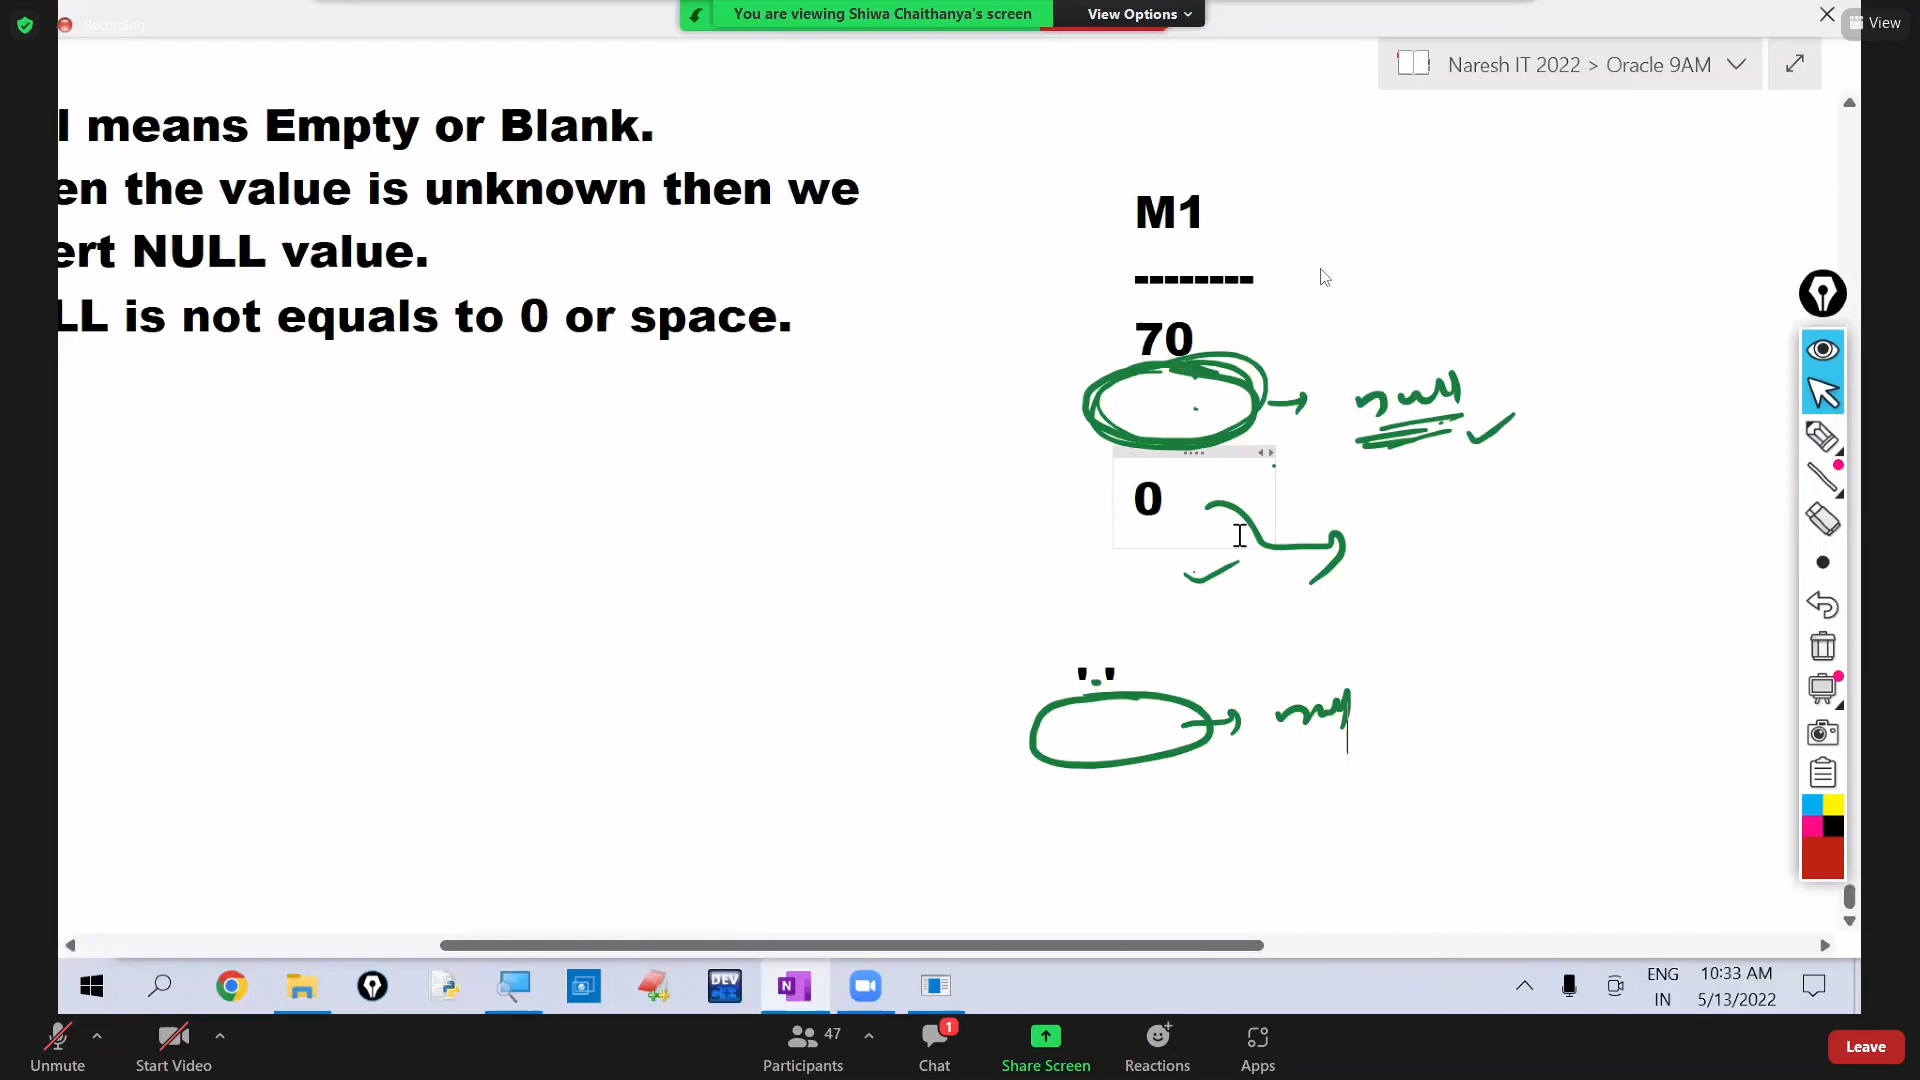 Recording
You are viewing Shiwa Chaithanya's screen
View Options
View
Naresh IT 2022 > Oracle 9AM
l means Empty or Blank.
en the value is unknown then we
ert NULL value.
LL is not equals to 0 or space.
M1
--------
70
null
0
' '
null
DEV
N
ENG
IN
10:33 AM
5/13/2022
Unmute
Start Video
47
Participants
1
Chat
Share Screen
Reactions
Apps
Leave